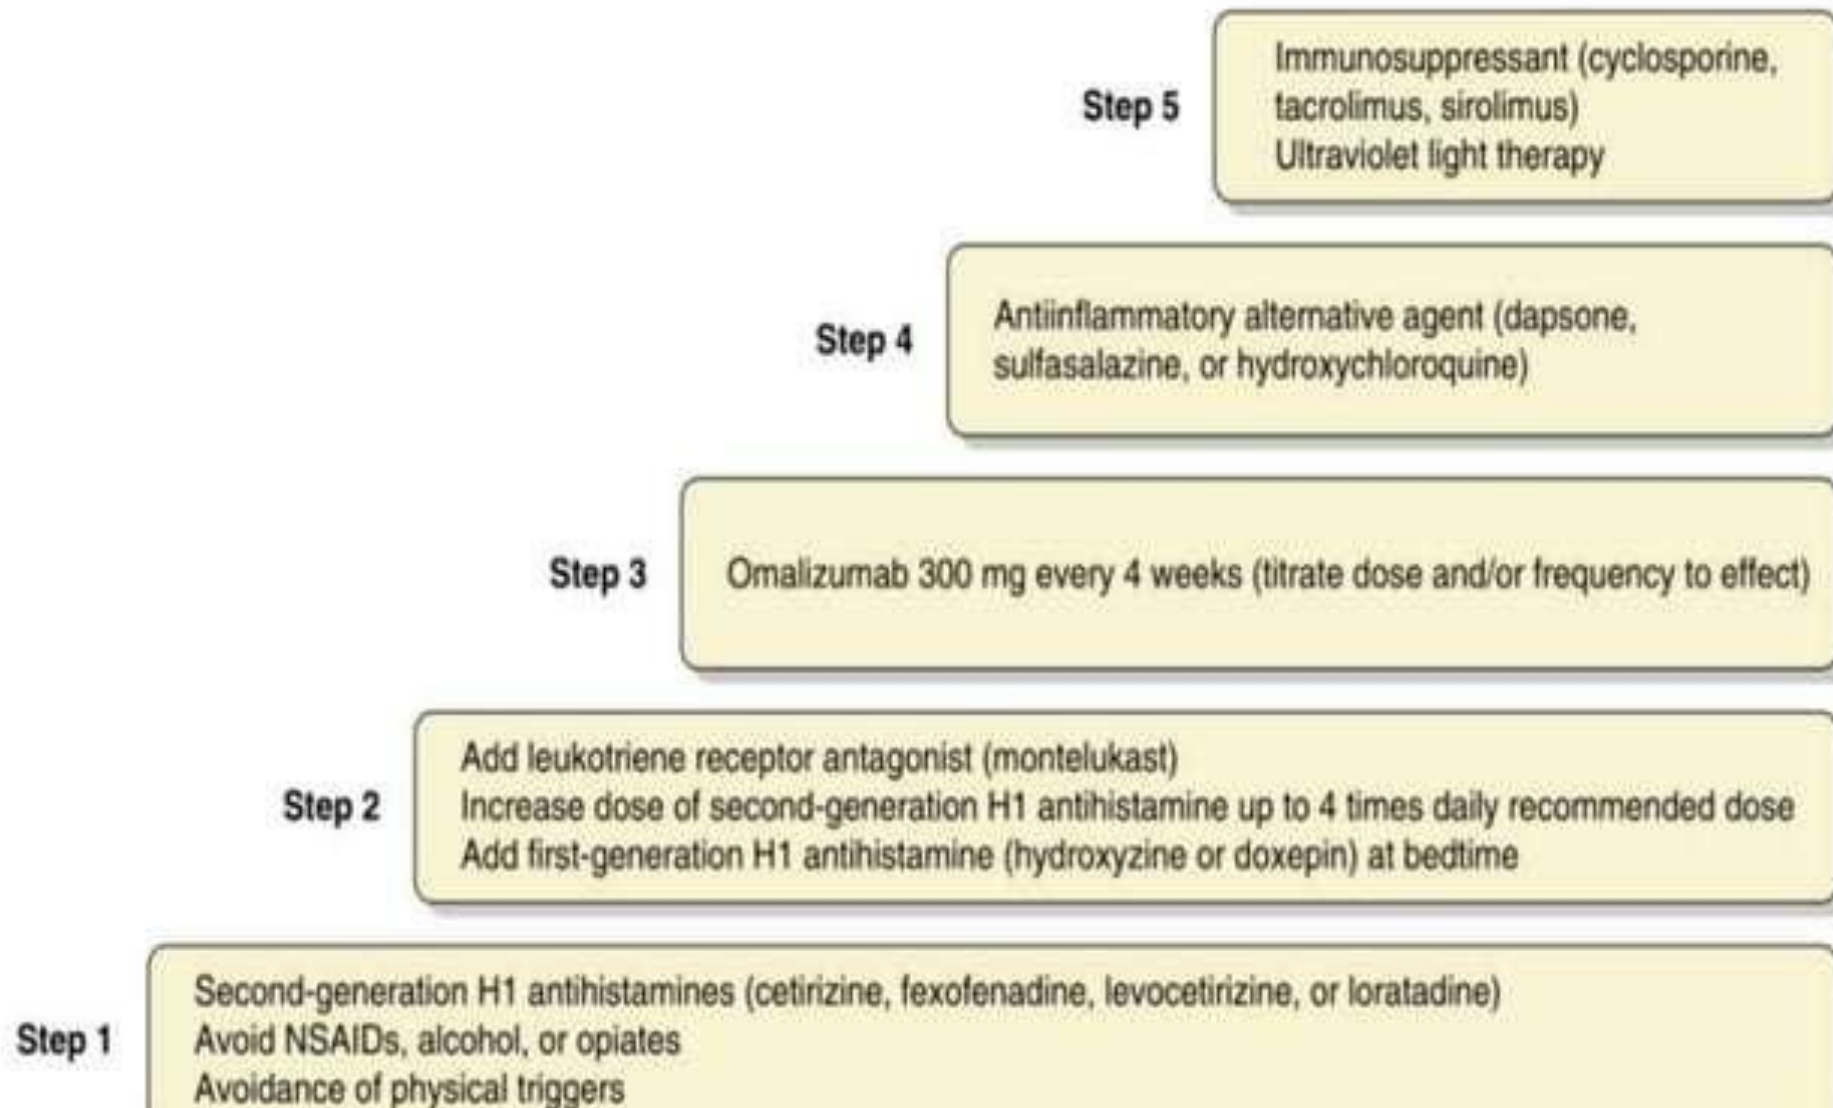 Step 5
Immunosuppressant (cyclosporine,
tacrolimus, sirolimus)
Ultraviolet light therapy
Step 4
Antiinflammatory alternative agent (dapsone,
sulfasalazine, or hydroxychloroquine)
Step 3
Omalizumab 300 mg every 4 weeks (titrate dose and/or frequency to effect)
Step 2
Add leukotriene receptor antagonist (montelukast)
Increase dose of second-generation H1 antihistamine up to 4 times daily recommended dose
Add first-generation H1 antihistamine (hydroxyzine or doxepin) at bedtime
Step 1
Second-generation H1 antihistamines (cetirizine, fexofenadine, levocetirizine, or loratadine)
Avoid NSAIDs, alcohol, or opiates
Avoidance of physical triggers